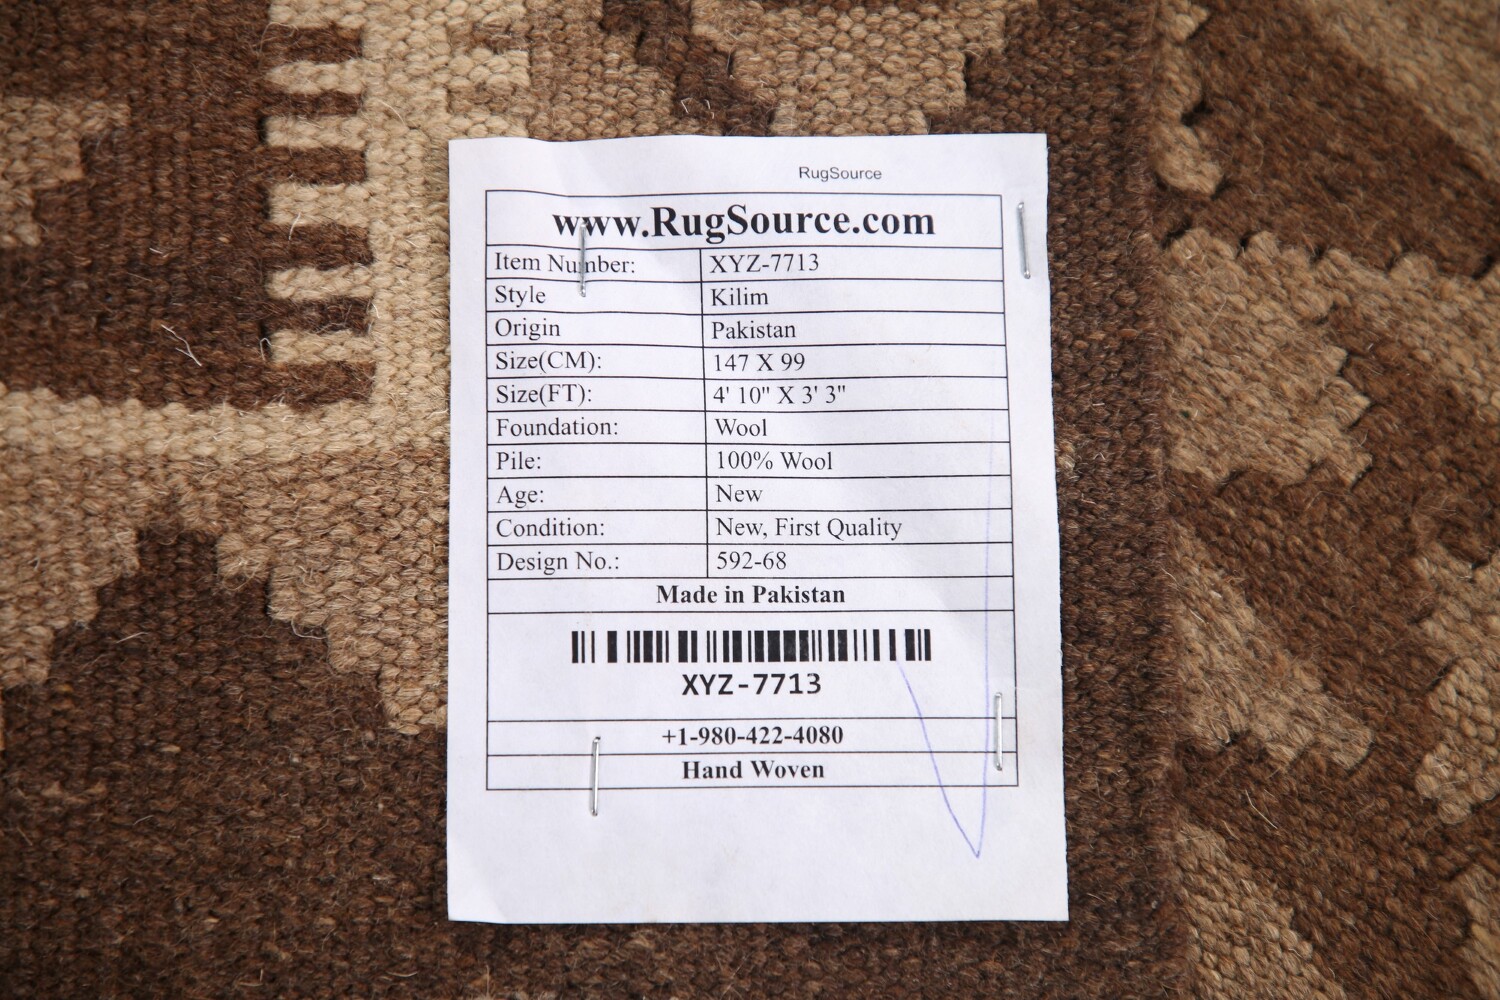 RugSource
www.RugSource.com
Item Number: XYZ-7713
Style Kilim
Origin Pakistan
Size(CM): 147 X 99
Size(FT): 4' 10" X 3' 3"
Foundation: Wool
Pile: 100% Wool
Age: New
Condition: New, First Quality
Design No.: 592-68
Made in Pakistan
XYZ-7713
+1-980-422-4080
Hand Woven